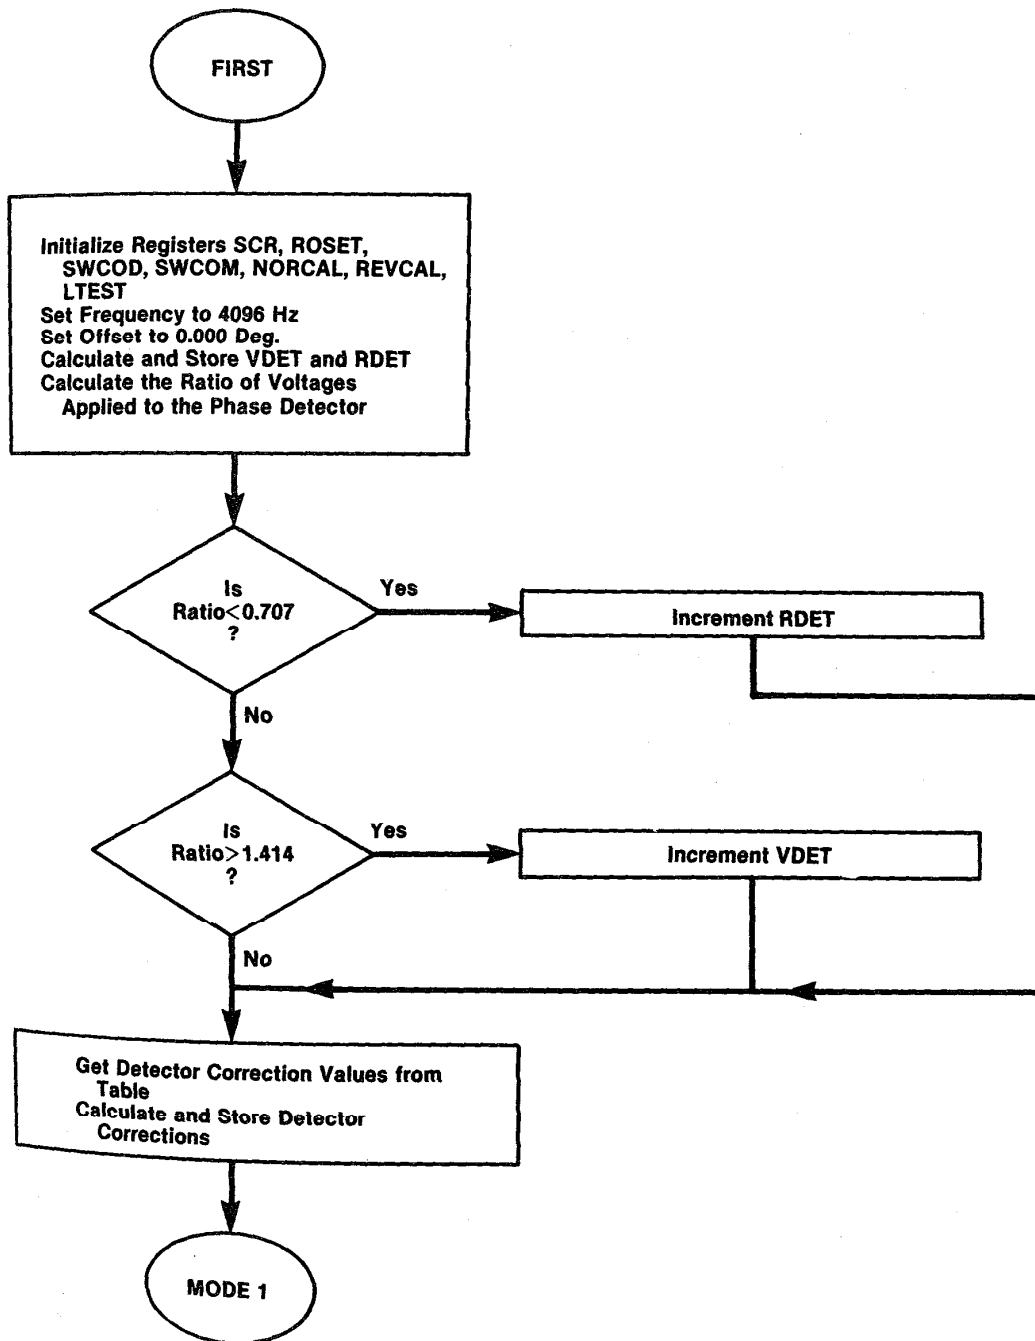 FIRST
Initialize Registers SCR, ROSET,
SWCOD, SWCOM, NORCAL, REVCAL,
LTEST
Set Frequency to 4096 Hz
Set Offset to 0.000 Deg.
Calculate and Store VDET and RDET
Calculate the Ratio of Voltages
Applied to the Phase Detector
Is
Ratio<0.707
?
Yes
Increment RDET
No
Is
Ratio>1.414
?
Yes
Increment VDET
No
Get Detector Correction Values from
Table
Calculate and Store Detector
Corrections
MODE 1